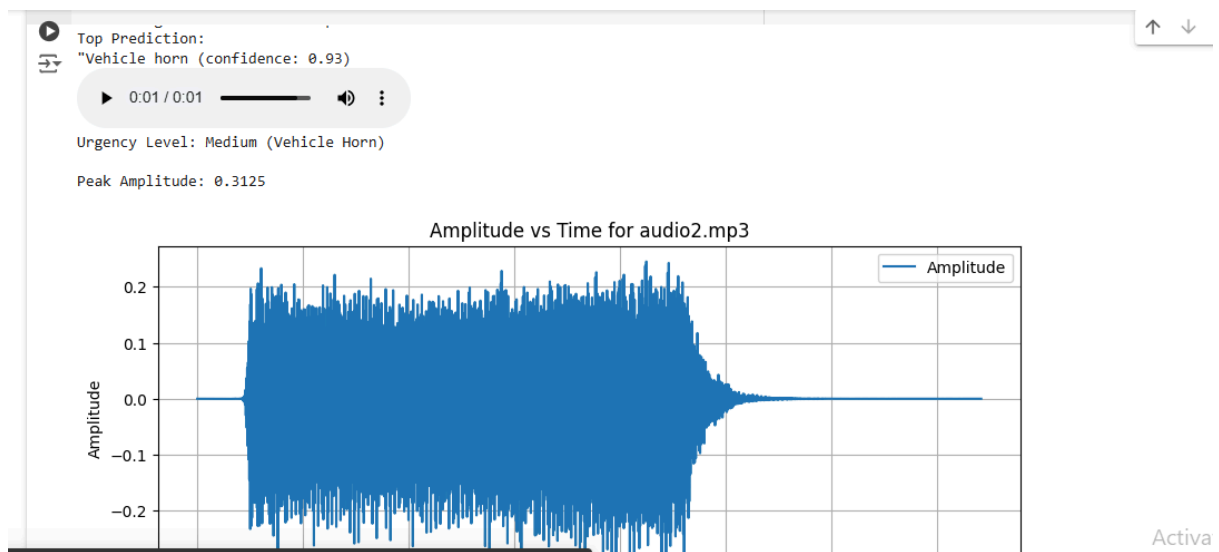 Top Prediction:
"Vehicle horn (confidence: 0.93)
0:01 / 0:01
Urgency Level: Medium (Vehicle Horn)
Peak Amplitude: 0.3125
Amplitude vs Time for audio2.mp3
Amplitude
0.2
0.1
0.0
−0.1
−0.2
Amplitude
Activa